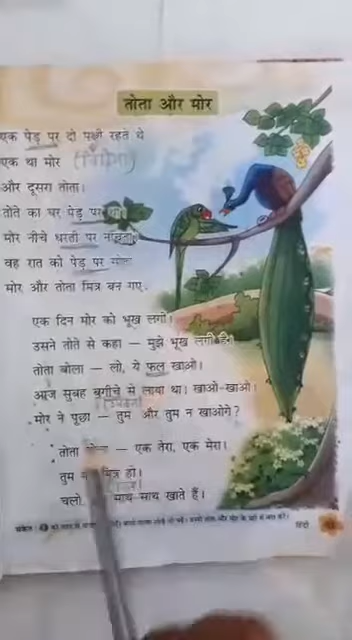 तोता और मोर
एक पेड़ पर दो पक्षी रहते थे
एक था मोर
और दूसरा तोता।
तोते का घर पेड़ पर
मोर नीचे धरती पर नाचता
वह रात को पेड़ पर सोता
मोर और तोता मित्र बन गए।
एक दिन मोर को भूख लगी।
उसने तोते से कहा — मुझे भूख लगी है।
तोता बोला — लो, ये फल खाओ।
आज सुबह बगीचे से लाया था। खाओ-खाओ।
मोर ने पूछा — तुम और तुम न खाओगे?
तोता — एक तेरा, एक मेरा।
तुम मित्र हो।
चलो साथ-साथ खाते हैं।
हिंदी